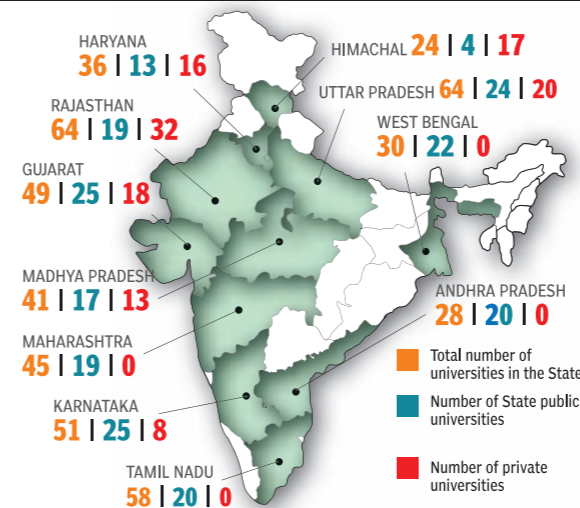 HARYANA
36 | 13 | 16
HIMACHAL 24 | 4 | 17
UTTAR PRADESH 64 | 24 | 20
RAJASTHAN
64 | 19 | 32
WEST BENGAL
30 | 22 | 0
GUJARAT
49 | 25 | 18
MADHYA PRADESH
41 | 17 | 13
ANDHRA PRADESH
28 | 20 | 0
MAHARASHTRA
45 | 19 | 0
KARNATAKA
51 | 25 | 8
TAMIL NADU
58 | 20 | 0
Total number of
universities in the State
Number of State public
universities
Number of private
universities